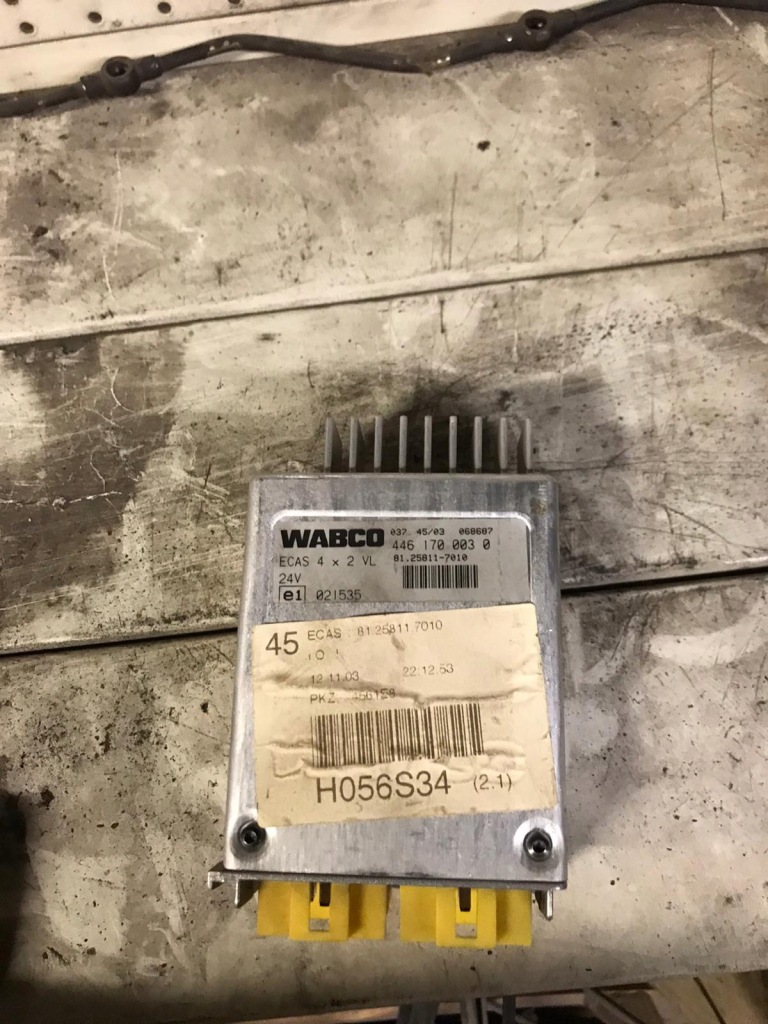 WABCO
037 45/03 068687
446 170 003 0
ECAS 4 x 2 VL
81.25811-7010
24V
e1 021535
45 ECAS 81.25811.7010
12.11.03 22:12:53
PKZ
H056S34 (2.1)